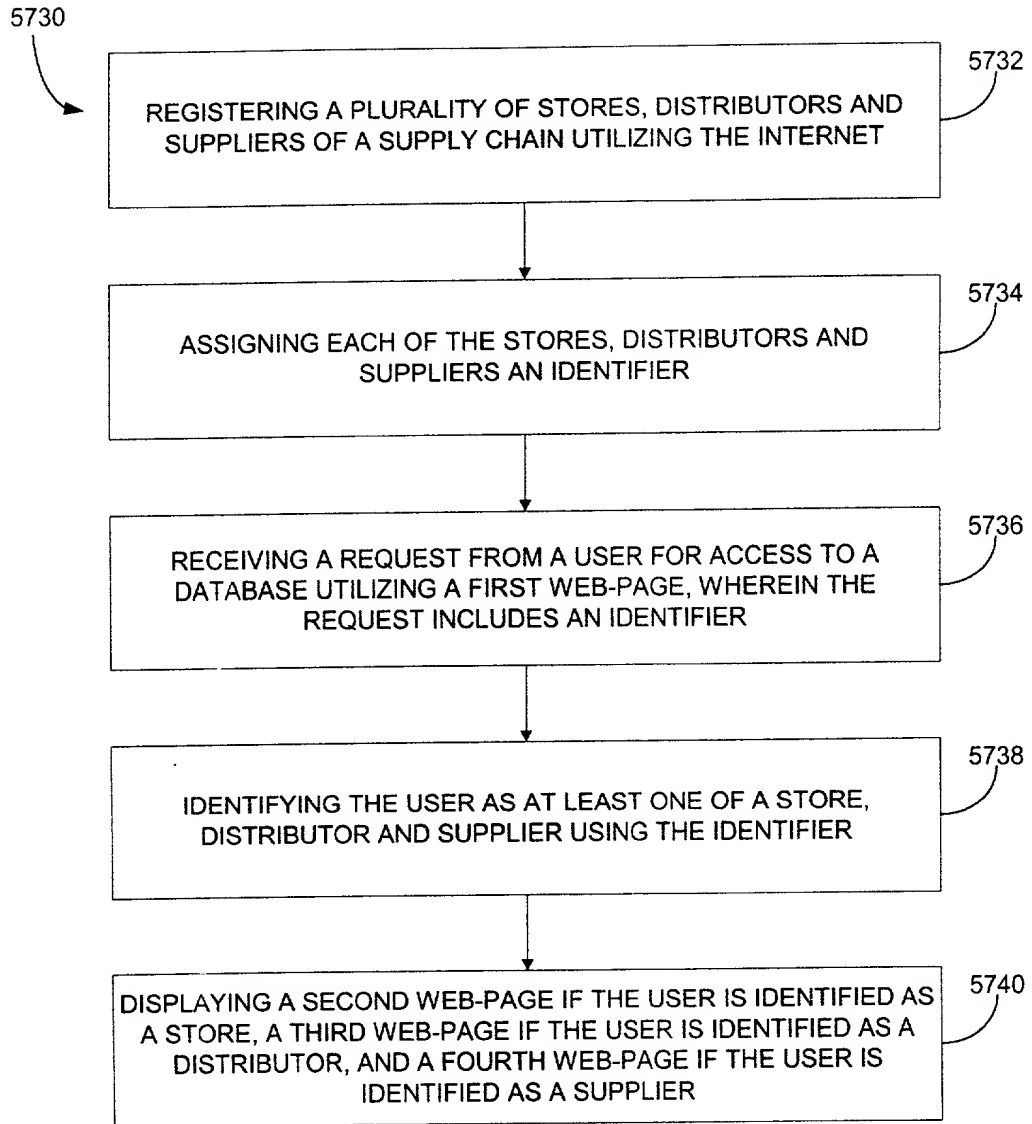 5730
5732
REGISTERING A PLURALITY OF STORES, DISTRIBUTORS AND
SUPPLIERS OF A SUPPLY CHAIN UTILIZING THE INTERNET
5734
ASSIGNING EACH OF THE STORES, DISTRIBUTORS AND
SUPPLIERS AN IDENTIFIER
5736
RECEIVING A REQUEST FROM A USER FOR ACCESS TO A
DATABASE UTILIZING A FIRST WEB-PAGE, WHEREIN THE
REQUEST INCLUDES AN IDENTIFIER
5738
IDENTIFYING THE USER AS AT LEAST ONE OF A STORE,
DISTRIBUTOR AND SUPPLIER USING THE IDENTIFIER
5740
DISPLAYING A SECOND WEB-PAGE IF THE USER IS IDENTIFIED AS
A STORE, A THIRD WEB-PAGE IF THE USER IS IDENTIFIED AS A
DISTRIBUTOR, AND A FOURTH WEB-PAGE IF THE USER IS
IDENTIFIED AS A SUPPLIER